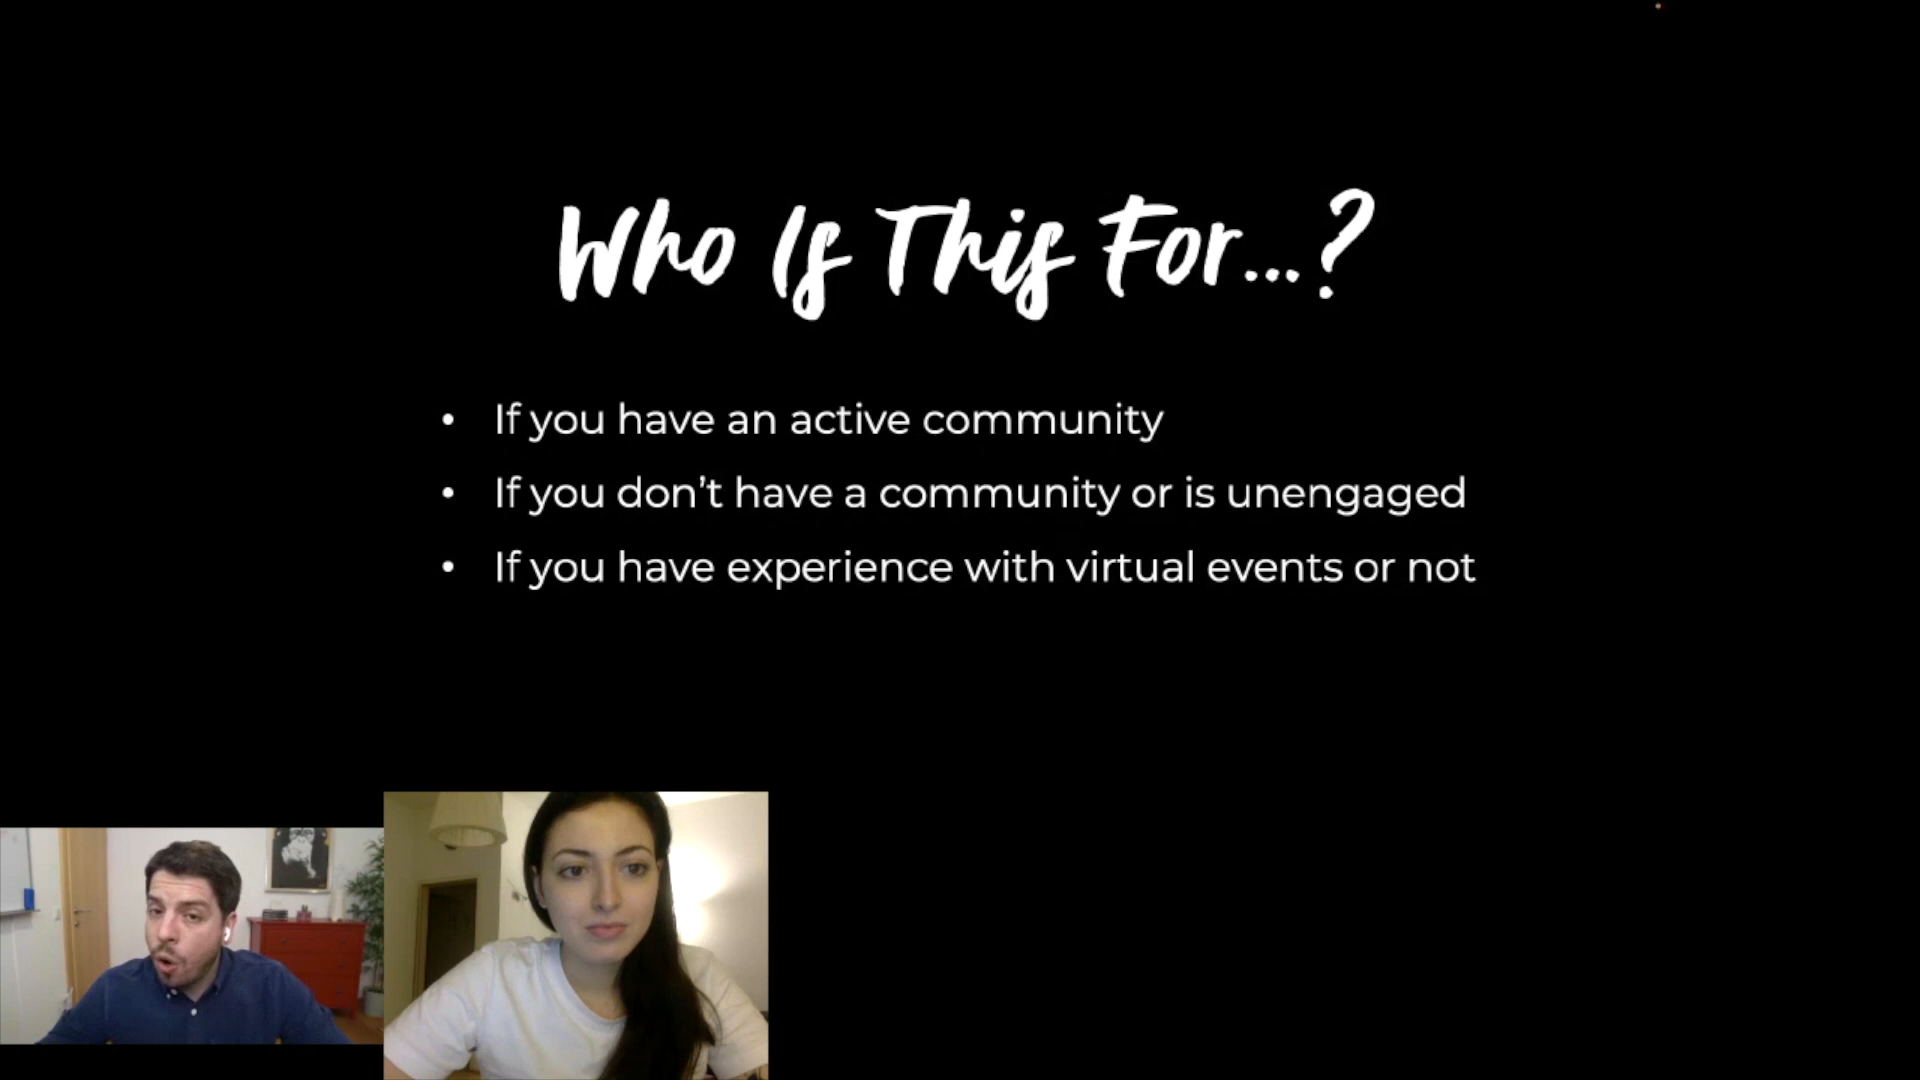 Who Is This For...?
• If you have an active community
• If you don’t have a community or is unengaged
• If you have experience with virtual events or not